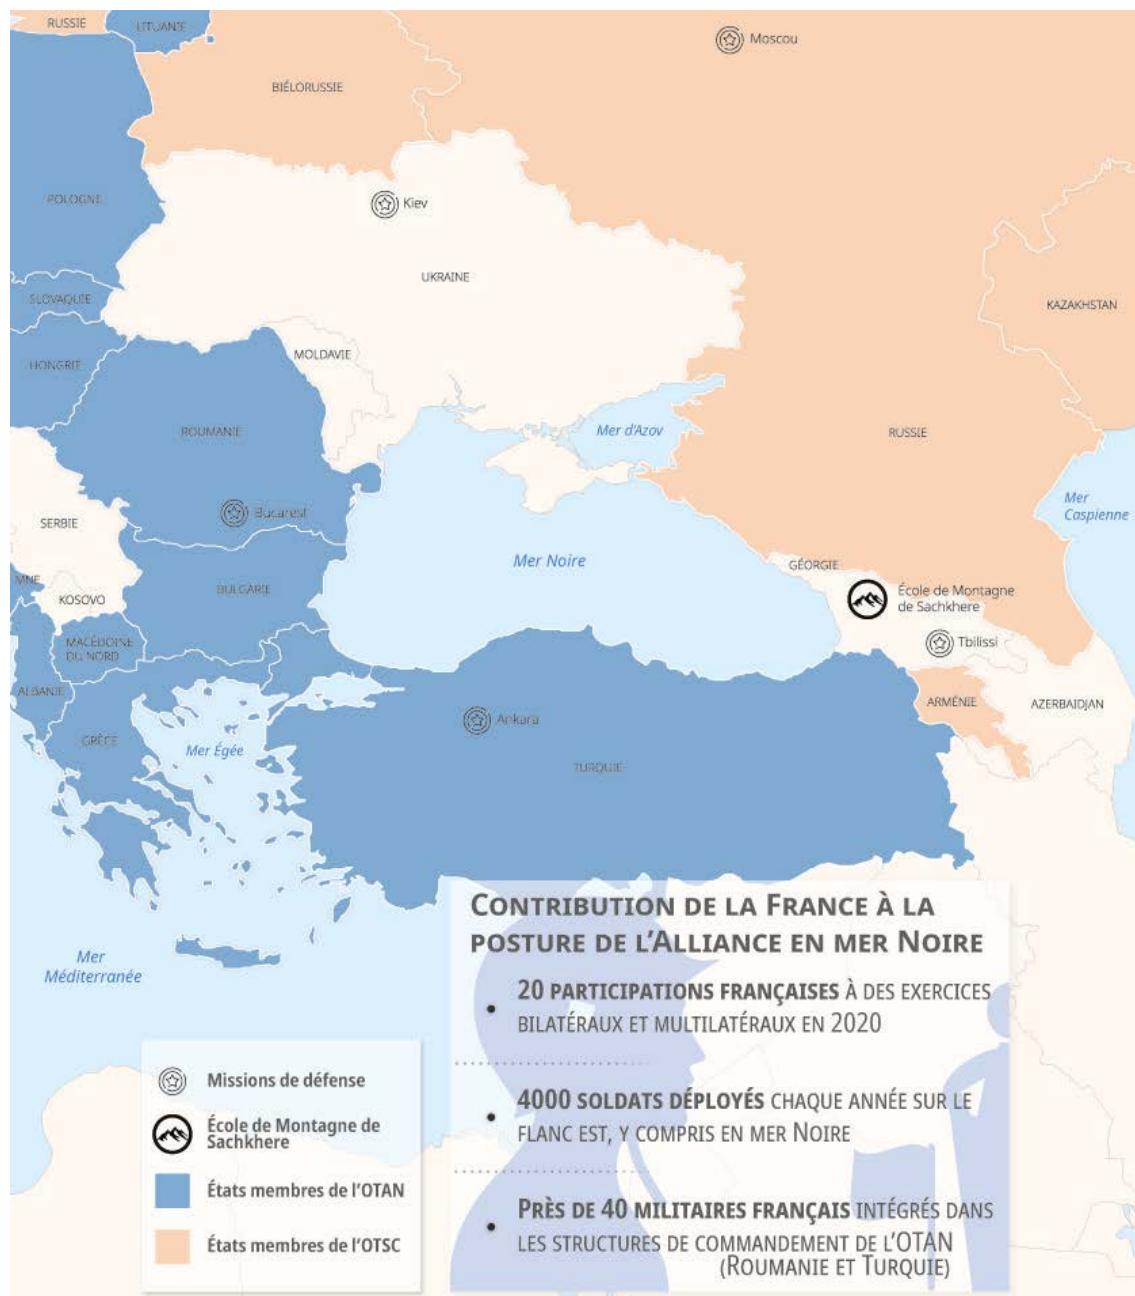 RUSSIE
LITUANIE
Moscou
BIÉLORUSSIE
POLOGNE
Kiev
UKRAINE
SLOVAQUIE
KAZAKHSTAN
MOLDAVIE
HONGRIE
ROUMANIE
Mer d'Azov
RUSSIE
Mer
Caspienne
Bucarest
SERBIE
Mer Noire
GÉORGIE
MNE
BULGARIE
École de Montagne
de Sachkhere
KOSOVO
MACÉDOINE
DU NORD
Tbilissi
ALBANIE
ARMÉNIE
AZERBAIDJAN
Ankara
GRÈCE
Mer Égée
TURQUIE
Mer
Méditerranée
CONTRIBUTION DE LA FRANCE À LA
POSTURE DE L'ALLIANCE EN MER NOIRE
• 20 PARTICIPATIONS FRANÇAISES À DES EXERCICES
BILATÉRAUX ET MULTILATÉRAUX EN 2020
• 4000 SOLDATS DÉPLOYÉS CHAQUE ANNÉE SUR LE
FLANC EST, Y COMPRIS EN MER NOIRE
• PRÈS DE 40 MILITAIRES FRANÇAIS INTÉGRÉS DANS
LES STRUCTURES DE COMMANDEMENT DE L'OTAN
(ROUMANIE ET TURQUIE)
Missions de défense
École de Montagne de
Sachkhere
États membres de l'OTAN
États membres de l'OTSC